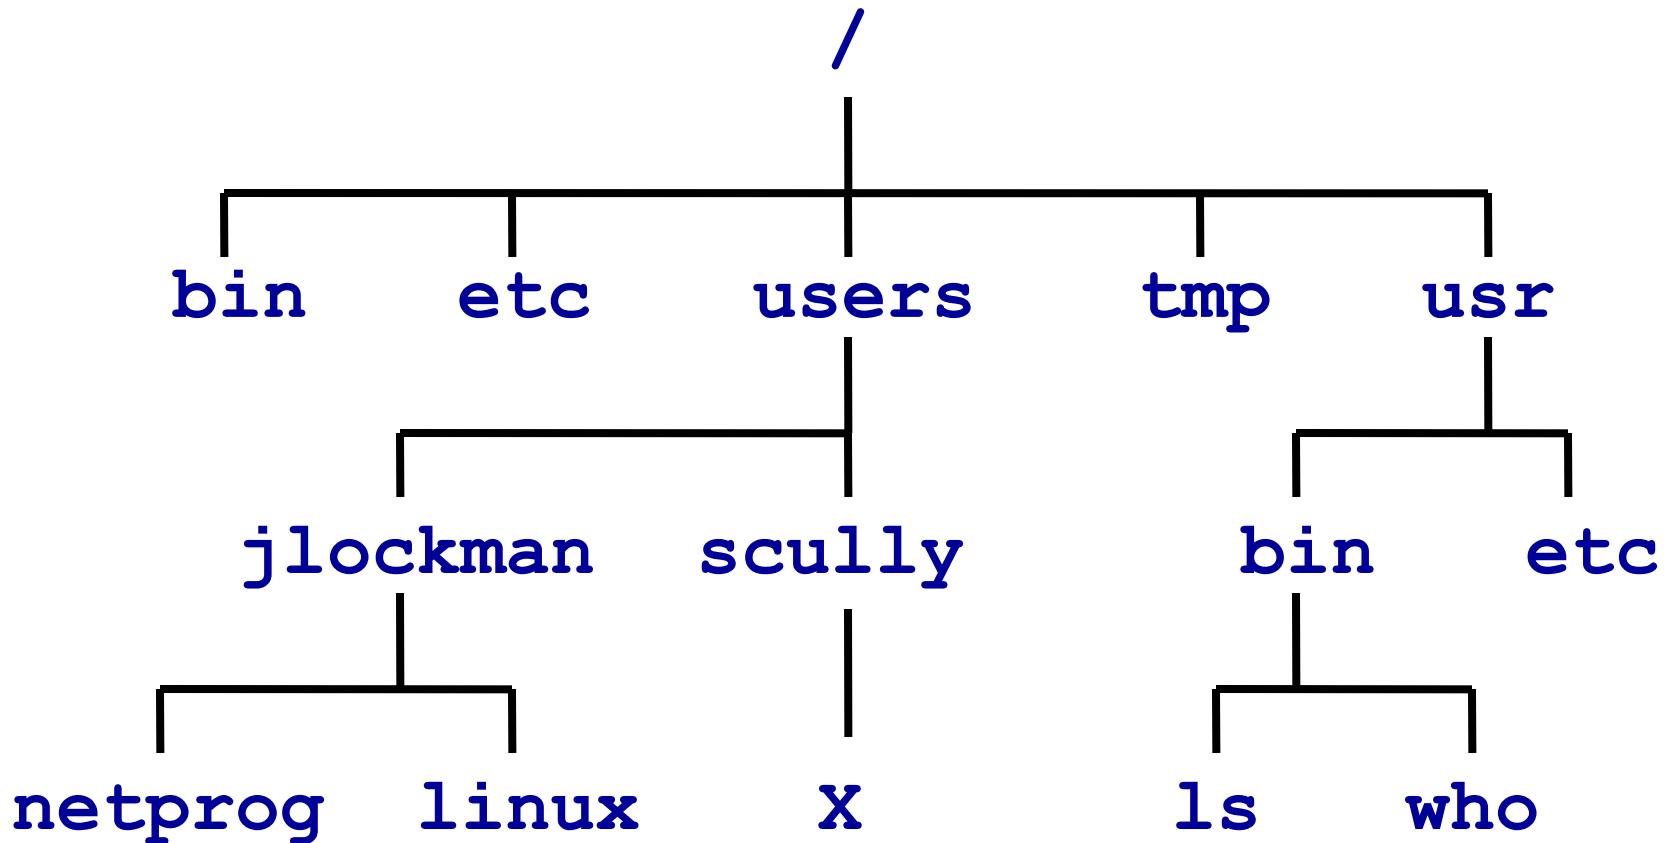 /
bin etc users tmp usr
jlockman scully bin etc
netprog linux X ls who